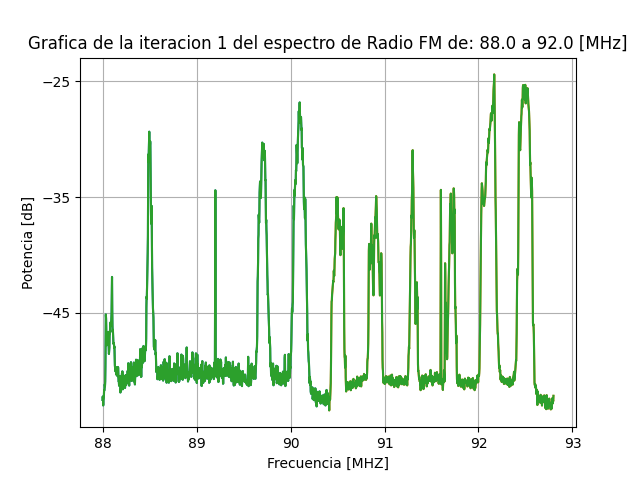 Grafica de la iteracion 1 del espectro de Radio FM de: 88.0 a 92.0 [MHz]
−25
−35
−45
Potencia [dB]
88 89 90 91 92 93
Frecuencia [MHZ]